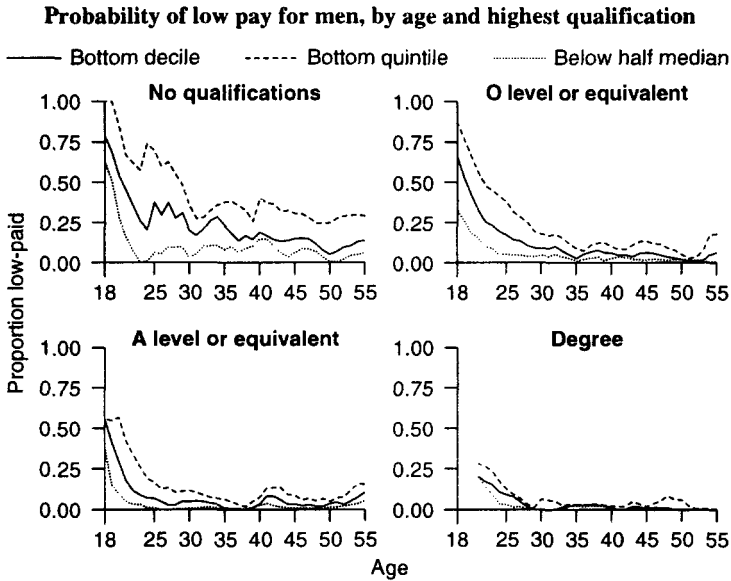 Probability of low pay for men, by age and highest qualification
Bottom decile Bottom quintile Below half median
No qualifications O level or equivalent
1.00 1.00
0.75 0.75
0.50 0.50
0.25 0.25
0.00 0.00
18 25 30 35 40 45 50 55 18 25 30 35 40 45 50 55
Proportion low-paid
A level or equivalent Degree
1.00 1.00
0.75 0.75
0.50 0.50
0.25 0.25
0.00 0.00
18 25 30 35 40 45 50 55 18 25 30 35 40 45 50 55
Age